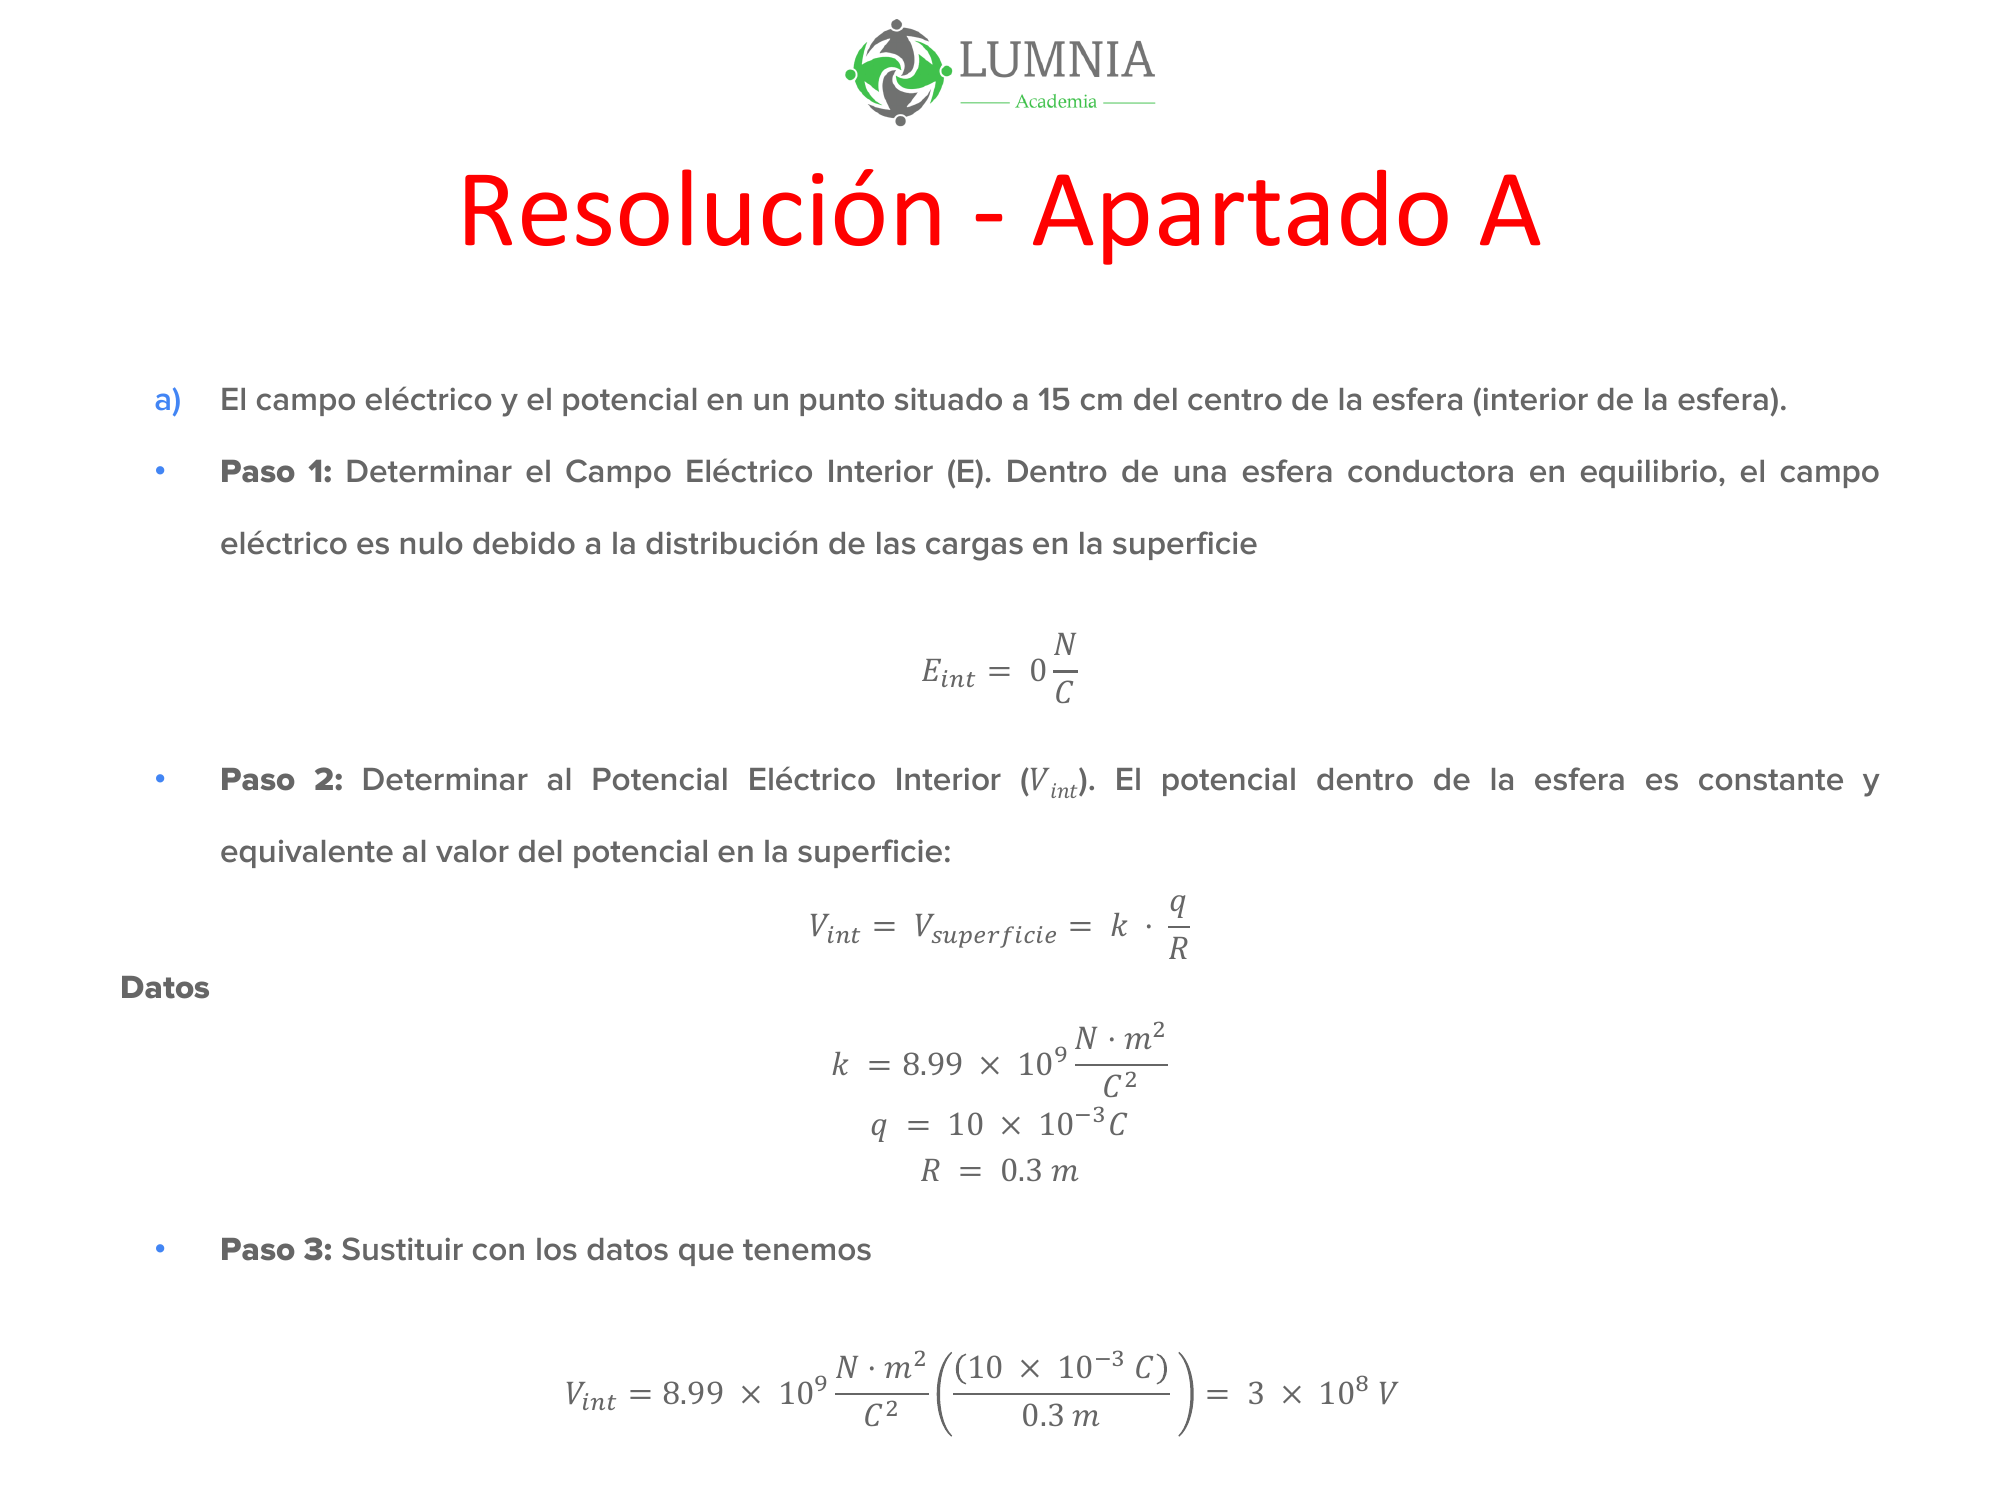 LUMNIA
Academia
Resolución - Apartado A
a) El campo eléctrico y el potencial en un punto situado a 15 cm del centro de la esfera (interior de la esfera).
• Paso 1: Determinar el Campo Eléctrico Interior (E). Dentro de una esfera conductora en equilibrio, el campo
eléctrico es nulo debido a la distribución de las cargas en la superficie
$E_{int} = 0 \frac{N}{C}$
• Paso 2: Determinar al Potencial Eléctrico Interior ($V_{int}$). El potencial dentro de la esfera es constante y
equivalente al valor del potencial en la superficie:
$V_{int} = V_{superficie} = k \cdot \frac{q}{R}$
Datos
$k = 8.99 \times 10^9 \frac{N \cdot m^2}{C^2}$
$q = 10 \times 10^{-3} C$
$R = 0.3 \, m$
• Paso 3: Sustituir con los datos que tenemos
$V_{int} = 8.99 \times 10^9 \frac{N \cdot m^2}{C^2} \left( \frac{(10 \times 10^{-3} \, C)}{0.3 \, m} \right) = 3 \times 10^8 \, V$